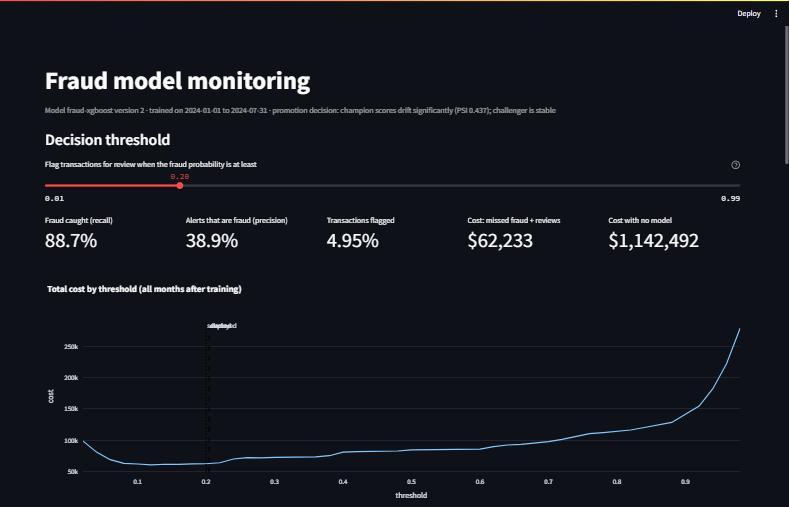 Deploy
Fraud model monitoring
Model fraud-xgboost version 2 - trained on 2024-01-01 to 2024-07-31 - promotion decision: champion scores drift significantly (PSI 0.437); challenger is stable
Decision threshold
Flag transactions for review when the fraud probability is at least
0.20
0.01 0.99
Fraud caught (recall) Alerts that are fraud (precision) Transactions flagged Cost: missed fraud + reviews Cost with no model
88.7% 38.9% 4.95% $62,233 $1,142,492
Total cost by threshold (all months after training)
250k
200k
150k
100k
50k
cost
0.1 0.2 0.3 0.4 0.5 0.6 0.7 0.8 0.9
threshold